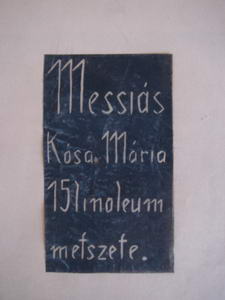 Messiás
Kósa Mária
15 linoleum
metszete.